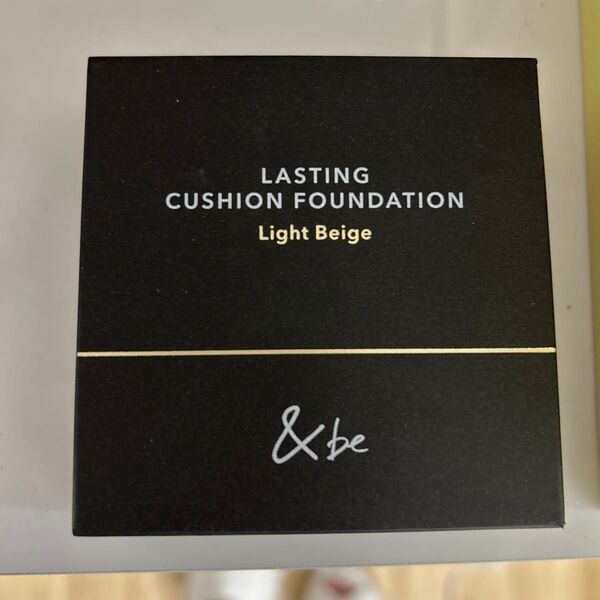 LASTING
CUSHION FOUNDATION
Light Beige
&be